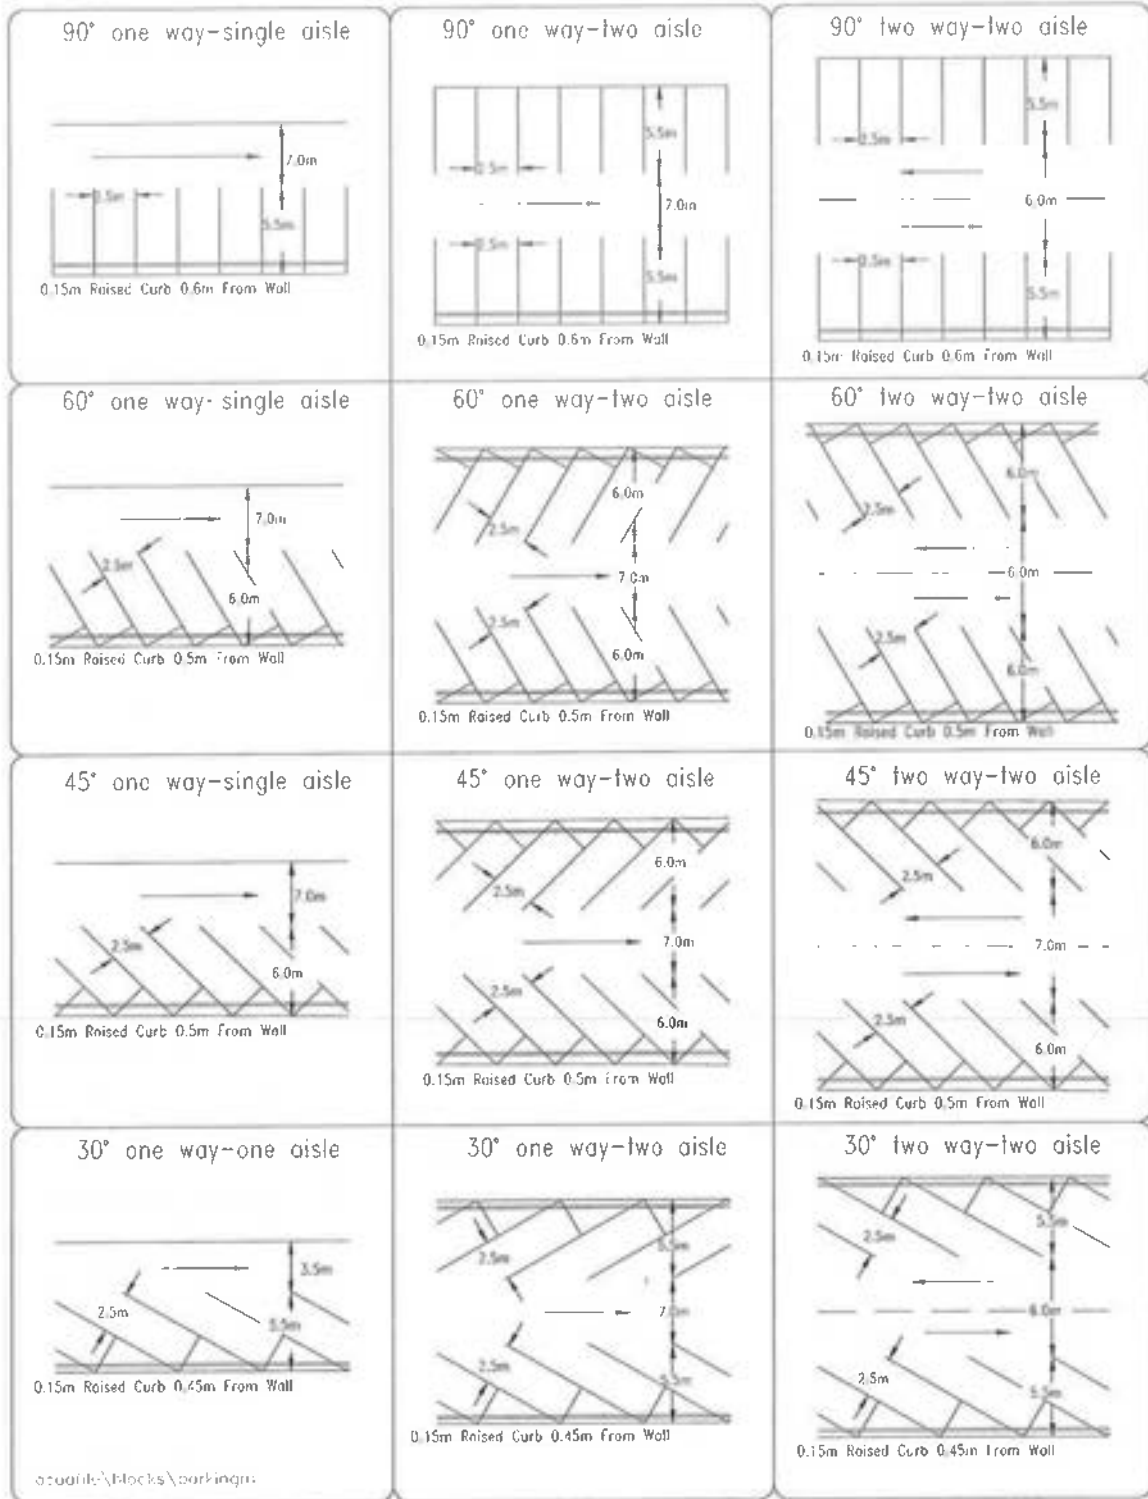 90° one way-single aisle
7.0m
5.5m
0.15m Raised Curb 0.6m From Wall
90° one way-two aisle
5.5m
7.0m
5.5m
0.15m Raised Curb 0.6m From Wall
90° two way-two aisle
5.5m
6.0m
5.5m
0.15m Raised Curb 0.6m From Wall
60° one way-single aisle
7.0m
2.5m
6.0m
0.15m Raised Curb 0.5m From Wall
60° one way-two aisle
6.0m
2.5m
7.0m
2.5m
6.0m
0.15m Raised Curb 0.5m From Wall
60° two way-two aisle
6.0m
2.5m
6.0m
2.5m
6.0m
0.15m Raised Curb 0.5m From Wall
45° one way-single aisle
7.0m
2.5m
6.0m
0.15m Raised Curb 0.5m From Wall
45° one way-two aisle
6.0m
2.5m
7.0m
2.5m
6.0m
0.15m Raised Curb 0.5m From Wall
45° two way-two aisle
6.0m
2.5m
7.0m
2.5m
6.0m
0.15m Raised Curb 0.5m From Wall
30° one way-one aisle
3.5m
2.5m
5.5m
0.15m Raised Curb 0.45m From Wall
30° one way-two aisle
2.5m
5.5m
7.0m
2.5m
5.5m
0.15m Raised Curb 0.45m From Wall
30° two way-two aisle
5.5m
2.5m
6.0m
2.5m
5.5m
0.15m Raised Curb 0.45m From Wall